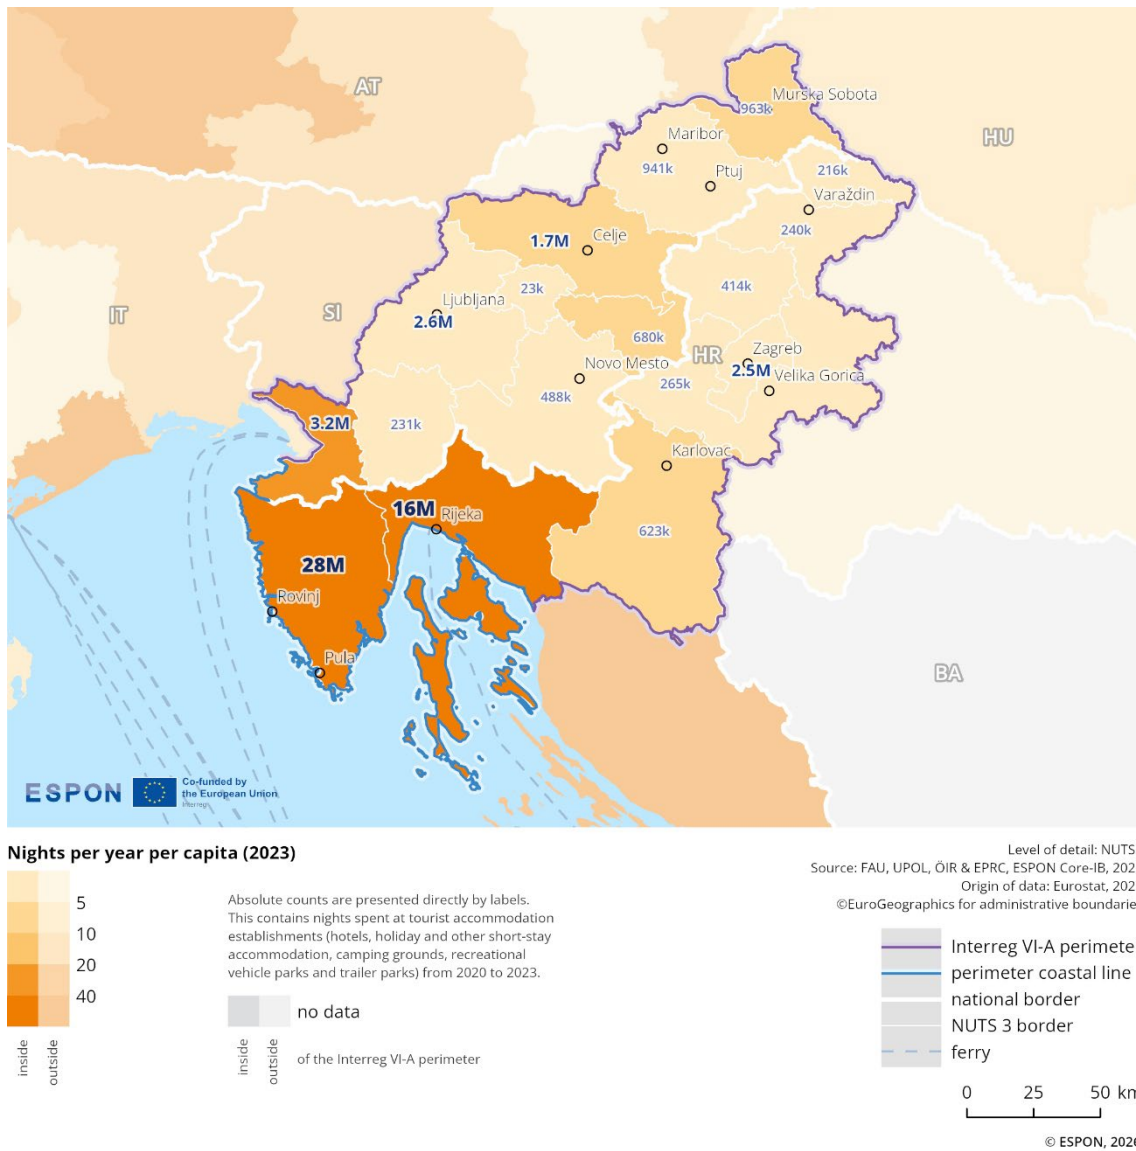 AT
Murska Sobota
963k
HU
Maribor
941k
Ptuj
216k
Varaždin
240k
1.7M
Celje
414k
23k
Ljubljana
2.6M
IT
SI
680k
HR
Zagreb
2.5M
Velika Gorica
Novo Mesto
265k
488k
3.2M
231k
Karlovac
16M
Rijeka
623k
28M
Rovinj
Pula
BA
ESPON
Co-funded by
the European Union
Interreg
Nights per year per capita (2023)
5
10
20
40
inside
outside
Absolute counts are presented directly by labels.
This contains nights spent at tourist accommodation
establishments (hotels, holiday and other short-stay
accommodation, camping grounds, recreational
vehicle parks and trailer parks) from 2020 to 2023.
no data
inside
outside
of the Interreg VI-A perimeter
Level of detail: NUTS
Source: FAU, UPOL, ÖIR & EPRC, ESPON Core-IB, 202
Origin of data: Eurostat, 202
©EuroGeographics for administrative boundarie
Interreg VI-A perimete
perimeter coastal line
national border
NUTS 3 border
ferry
0 25 50 km
© ESPON, 2026